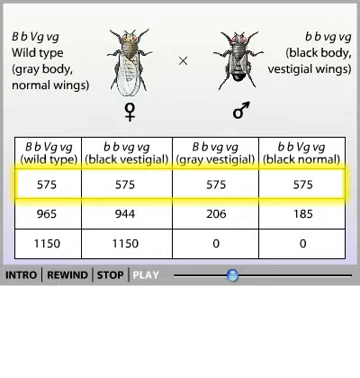 B b Vg vg
Wild type
(gray body,
normal wings)
♀
×
♂
b b vg vg
(black body,
vestigial wings)
B b Vg vg (wild type) b b vg vg (black vestigial) B b vg vg (gray vestigial) b b Vg vg (black normal)
575 575 575 575
965 944 206 185
1150 1150 0 0
INTRO | REWIND | STOP | PLAY